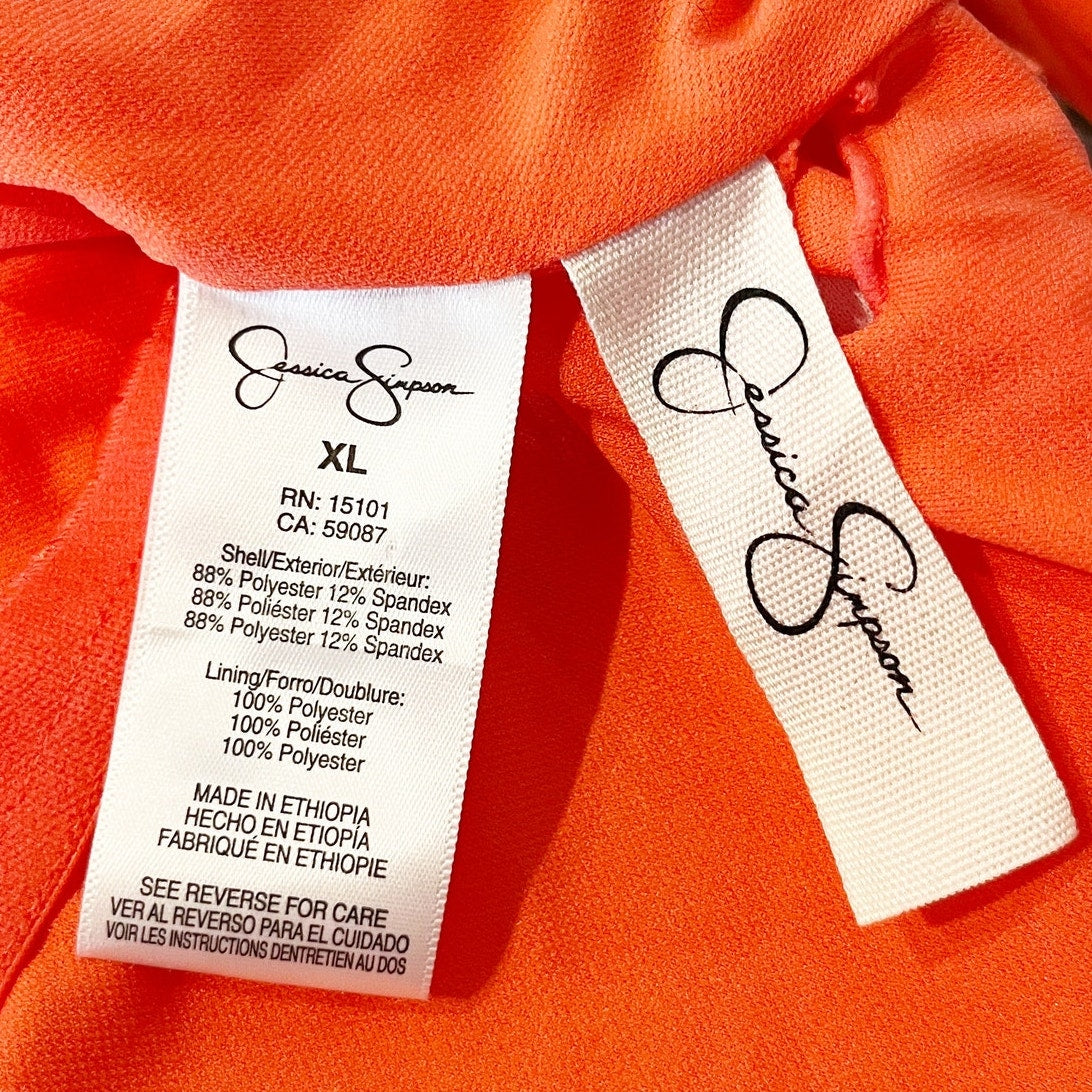 Jessica Simpson
XL
RN: 15101
CA: 59087
Shell/Exterior/Extérieur:
88% Polyester 12% Spandex
88% Poliéster 12% Spandex
88% Polyester 12% Spandex
Lining/Forro/Doublure:
100% Polyester
100% Poliéster
100% Polyester
MADE IN ETHIOPIA
HECHO EN ETIOPÍA
FABRIQUÉ EN ETHIOPIE
SEE REVERSE FOR CARE
VER AL REVERSO PARA EL CUIDADO
VOIR LES INSTRUCTIONS DENTRETIEN AU DOS
Jessica Simpson